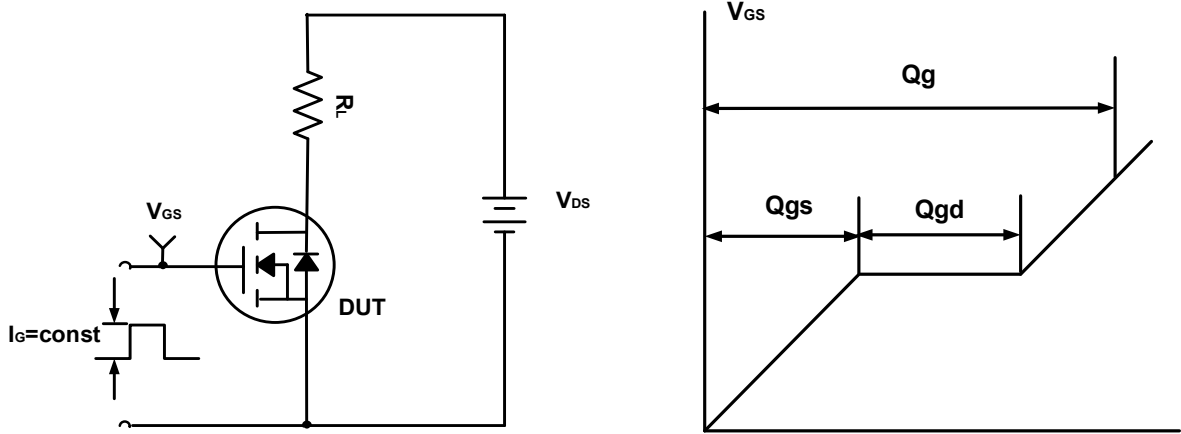 RL
VGS
VDS
DUT
IG=const
VGS
Qg
Qgs
Qgd